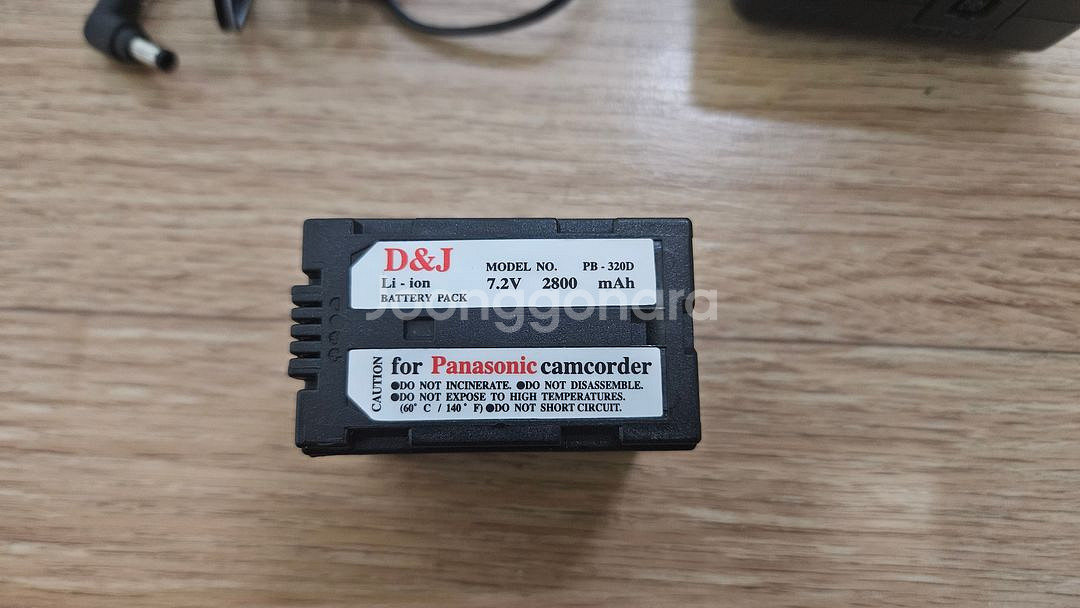 D&J
MODEL NO. PB - 320D
Li - ion 7.2V 2800 mAh
BATTERY PACK
Joonggonara
CAUTION
for Panasonic camcorder
●DO NOT INCINERATE. ●DO NOT DISASSEMBLE.
●DO NOT EXPOSE TO HIGH TEMPERATURES.
(60° C / 140° F) ●DO NOT SHORT CIRCUIT.